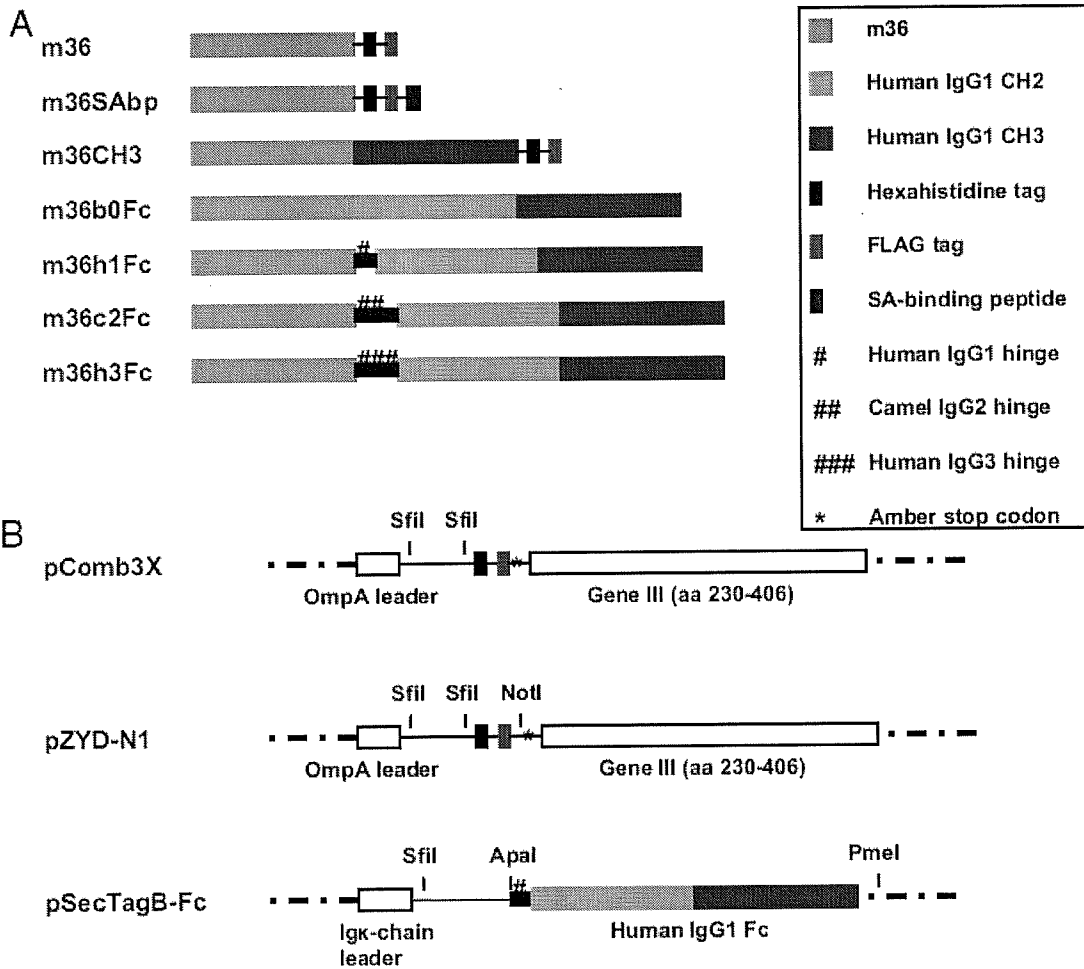 A
m36
m36SAbp
m36CH3
m36b0Fc
#
m36h1Fc
##
m36c2Fc
###
m36h3Fc
m36
Human IgG1 CH2
Human IgG1 CH3
Hexahistidine tag
FLAG tag
SA-binding peptide
# Human IgG1 hinge
## Camel IgG2 hinge
### Human IgG3 hinge
* Amber stop codon
B
SfiI SfiI
pComb3X
*
OmpA leader Gene III (aa 230-406)
SfiI SfiI NotI
pZYD-N1
*
OmpA leader Gene III (aa 230-406)
SfiI ApaI PmeI
#
pSecTagB-Fc
Igκ-chain
leader
Human IgG1 Fc